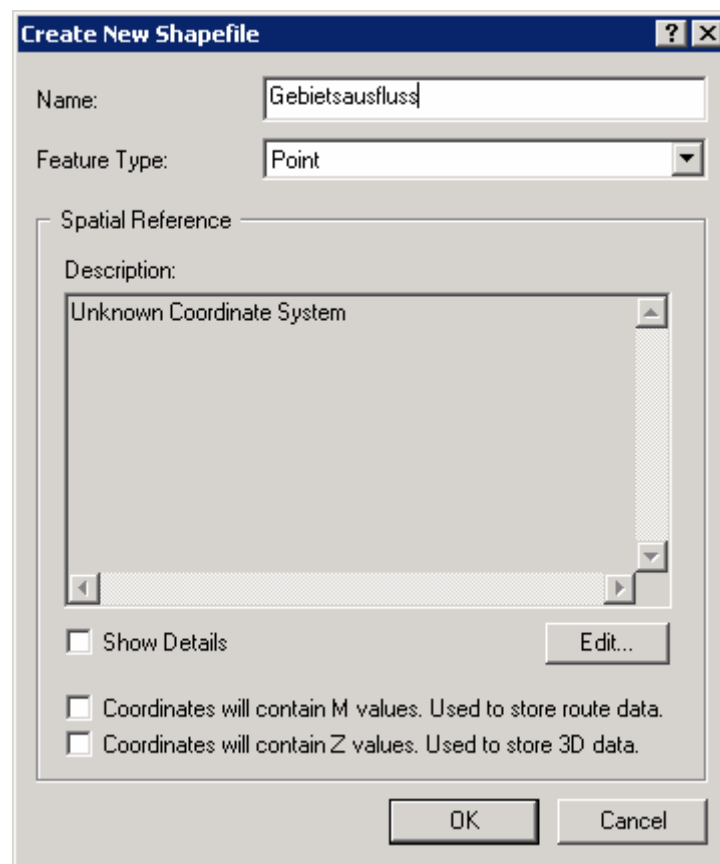 Create New Shapefile
Name: Gebietsausfluss
Feature Type: Point
Spatial Reference
Description:
Unknown Coordinate System
Show Details
Edit...
Coordinates will contain M values. Used to store route data.
Coordinates will contain Z values. Used to store 3D data.
OK Cancel